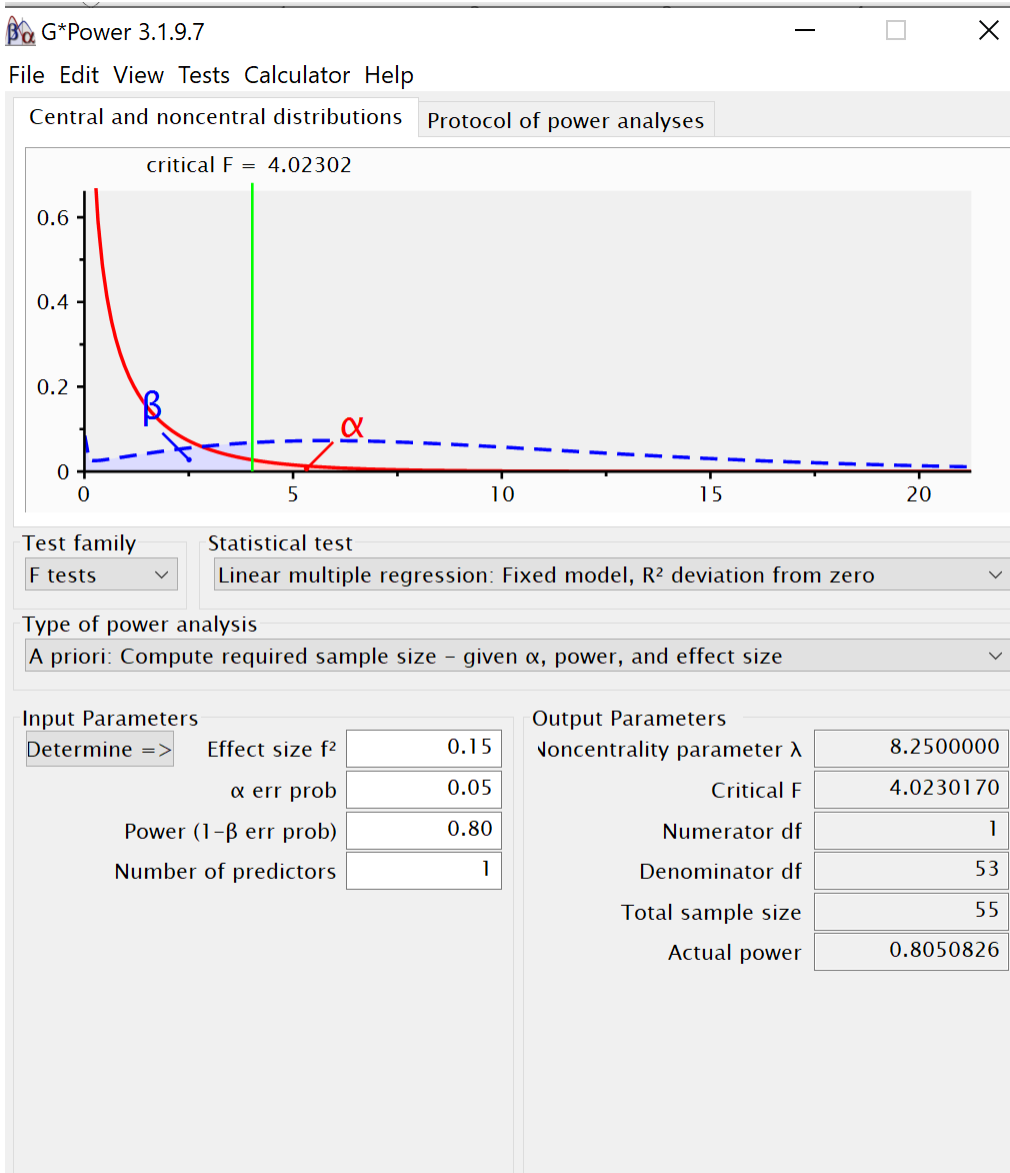 G*Power 3.1.9.7
File Edit View Tests Calculator Help
Central and noncentral distributions Protocol of power analyses
critical F = 4.02302
0.6
0.4
0.2
β
α
0
0 5 10 15 20
Test family Statistical test
F tests Linear multiple regression: Fixed model, R² deviation from zero
Type of power analysis
A priori: Compute required sample size – given α, power, and effect size
Input Parameters
Determine => Effect size f² 0.15
α err prob 0.05
Power (1–β err prob) 0.80
Number of predictors 1
Output Parameters
Noncentrality parameter λ 8.2500000
Critical F 4.0230170
Numerator df 1
Denominator df 53
Total sample size 55
Actual power 0.8050826